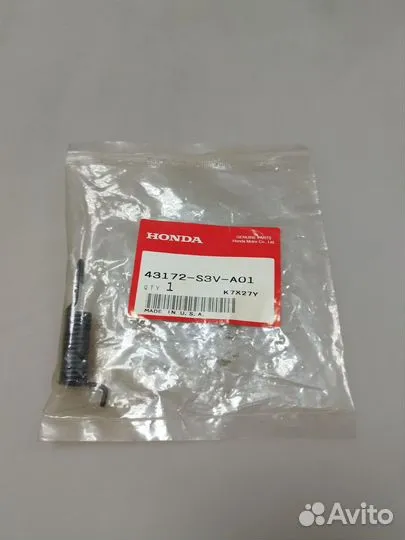 HONDA
GENUINE PARTS
Honda Motor Co., Ltd.
43172-S3V-A01
QTY 1
K7X27Y
MADE IN U.S.A.
Avito